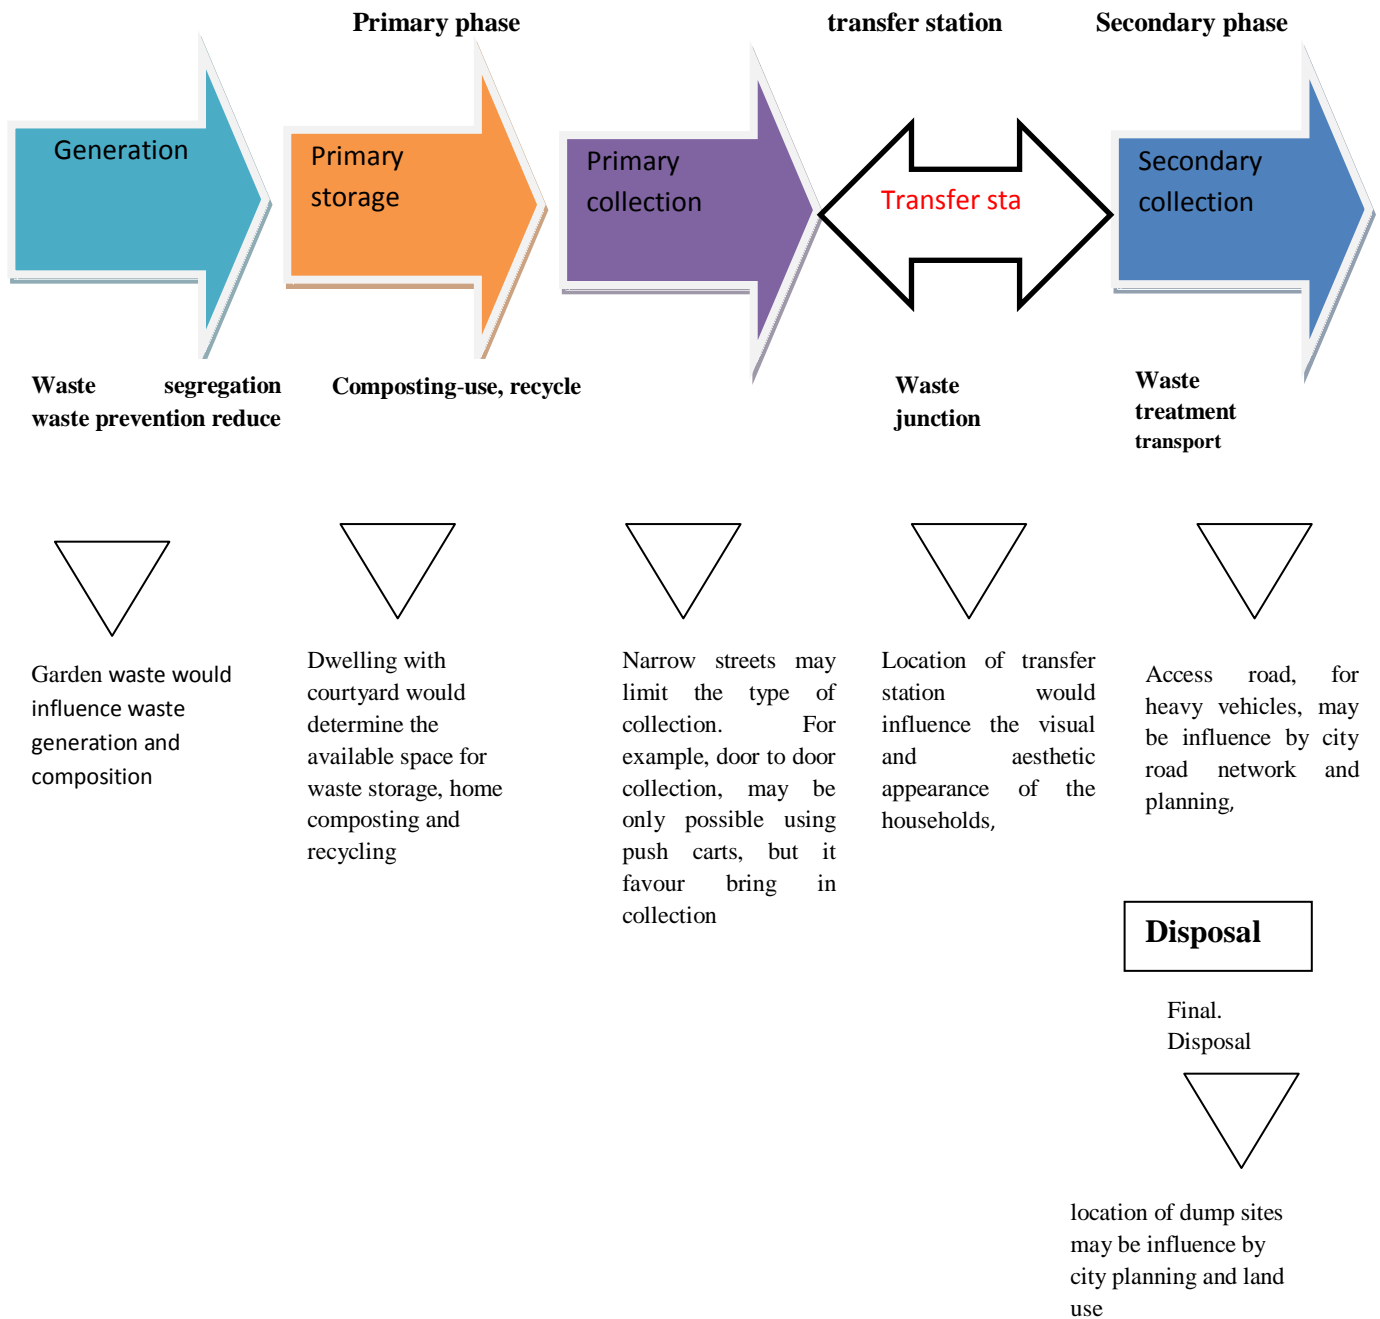 Primary phase
transfer station
Secondary phase
Generation
Primary
storage
Primary
collection
Transfer sta
Secondary
collection
Waste segregation
waste prevention reduce
Composting-use, recycle
Waste
junction
Waste
treatment
transport
Garden waste would
influence waste
generation and
composition
Dwelling with
courtyard would
determine the
available space for
waste storage, home
composting and
recycling
Narrow streets may
limit the type of
collection. For
example, door to door
collection, may be
only possible using
push carts, but it
favour bring in
collection
Location of transfer
station would
influence the visual
and aesthetic
appearance of the
households,
Access road, for
heavy vehicles, may
be influence by city
road network and
planning,
Disposal
Final.
Disposal
location of dump sites
may be influence by
city planning and land
use